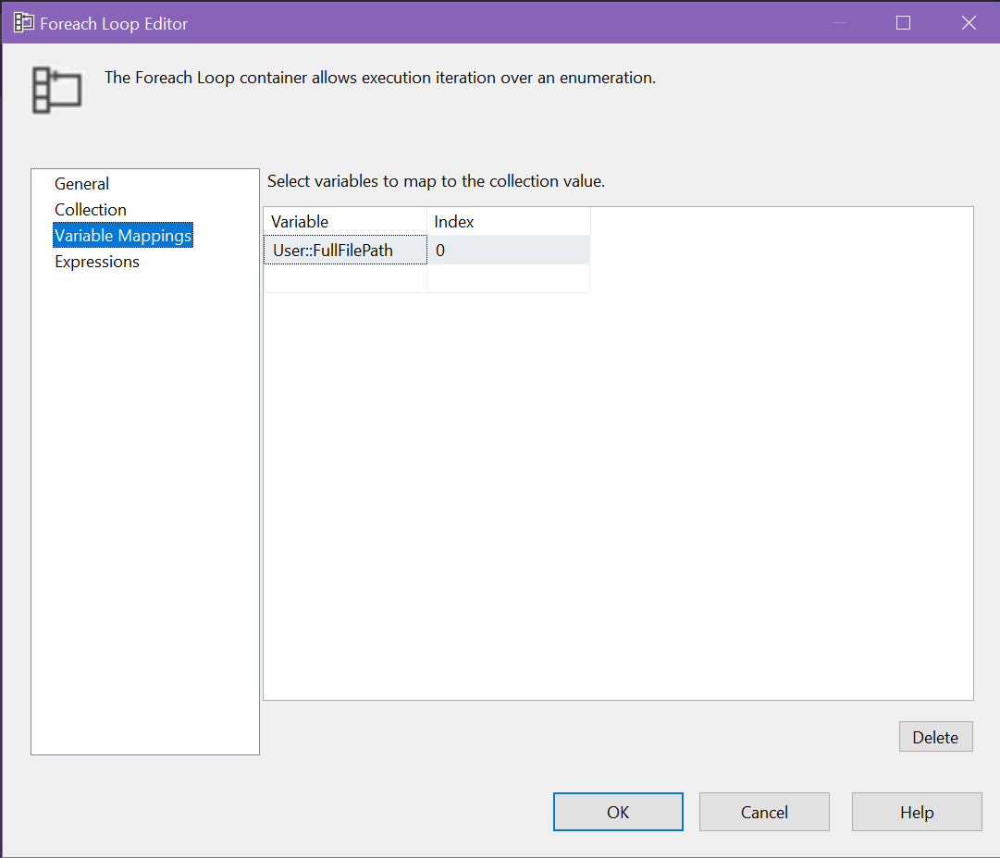 Foreach Loop Editor
The Foreach Loop container allows execution iteration over an enumeration.
General
Collection
Variable Mappings
Expressions
Select variables to map to the collection value.
Variable Index
User::FullFilePath 0
Delete
OK Cancel Help